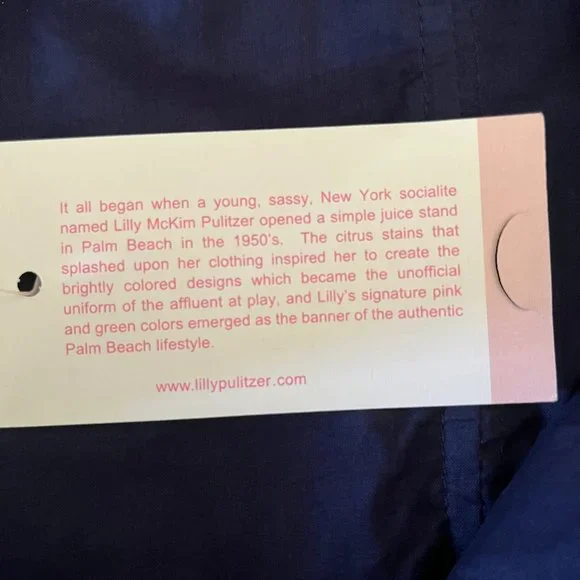 It all began when a young, sassy, New York socialite
named Lilly McKim Pulitzer opened a simple juice stand
in Palm Beach in the 1950's. The citrus stains that
splashed upon her clothing inspired her to create the
brightly colored designs which became the unofficial
uniform of the affluent at play, and Lilly's signature pink
and green colors emerged as the banner of the authentic
Palm Beach lifestyle.
www.lillypulitzer.com